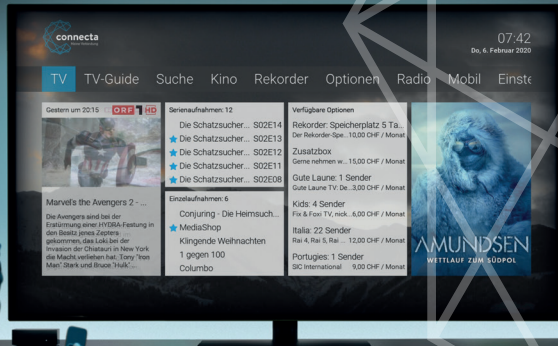 connecta
07:42
Do, 6. Februar 2020
TV TV-Guide Suche Kino Rekorder Optionen Radio Mobil Einste
Gestern um 20:15 ORF 1 HD
Marvel's the Avengers 2 - ...
Die Avengers sind bei der
Erstürmung einer HYDRA-Festung in
den Besitz jenes Zepters
gekommen, das Loki bei der
Invasion der Chitauri in New York
die Macht verliehen hat. Tony "Iron
Man" Stark und Bruce "Hulk"...
Serienaufnahmen: 12
Die Schatzsucher... S02E14
Die Schatzsucher... S02E13
Die Schatzsucher... S02E12
Die Schatzsucher... S02E11
Die Schatzsucher... S02E08
Einzelaufnahmen: 6
Conjuring - Die Heimsuch...
MediaShop
Klingende Weihnachten
1 gegen 100
Columbo
Verfügbare Optionen
Rekorder: Speicherplatz 5 Ta...
Der Rekorder-Spe... 10,00 CHF / Monat
Zusatzbox
Gerne nehmen w... 15,00 CHF / Monat
Gute Laune: 1 Sender
Gute Laune TV: De... 3,00 CHF / Monat
Kids: 4 Sender
Fix & Foxi TV, nick... 6,00 CHF / Monat
Italia: 22 Sender
Rai 4, Rai 5, Rai ... 12,00 CHF / Monat
Portugies: 1 Sender
SIC International 9,00 CHF / Monat
AMUNDSEN
WETTLAUF ZUM SÜDPOL